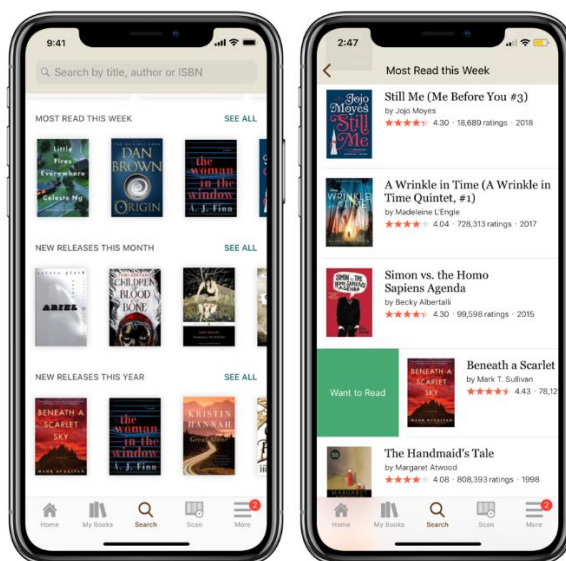 9:41
Search by title, author or ISBN
MOST READ THIS WEEK
SEE ALL
Little
Fires
Everywhere
Celeste Ng
DAN
BROWN
ORIGIN
the
woman
in the
window
A. J. Finn
NEW RELEASES THIS MONTH
SEE ALL
sylvia plath
ARIEL
CHILDREN
OF
BLOOD
AND
BONE
NEW RELEASES THIS YEAR
SEE ALL
BENEATH A
SCARLET
SKY
MARK SULLIVAN
the
woman
in the
window
A. J. Finn
KRISTIN
HANNAH
Great Alone
Home
My Books
Search
Scan
More
2
2:47
Most Read this Week
Jojo
Moyes
Still
Me
Still Me (Me Before You #3)
by Jojo Moyes
4.30 · 18,689 ratings · 2018
WRINKLE
TIME
A Wrinkle in Time (A Wrinkle in
Time Quintet, #1)
by Madeleine L'Engle
4.04 · 728,313 ratings · 2017
SIMON VS. THE
HOMO
SAPIENS
AGENDA
Simon vs. the Homo
Sapiens Agenda
by Becky Albertalli
4.30 · 99,598 ratings · 2015
Want to Read
BENEATH A
SCARLET
SKY
Beneath a Scarlet
by Mark T. Sullivan
4.43 · 78,12
The Handmaid's Tale
by Margaret Atwood
4.08 · 808,393 ratings · 1998
MARGARET
Home
My Books
Search
Scan
More
2